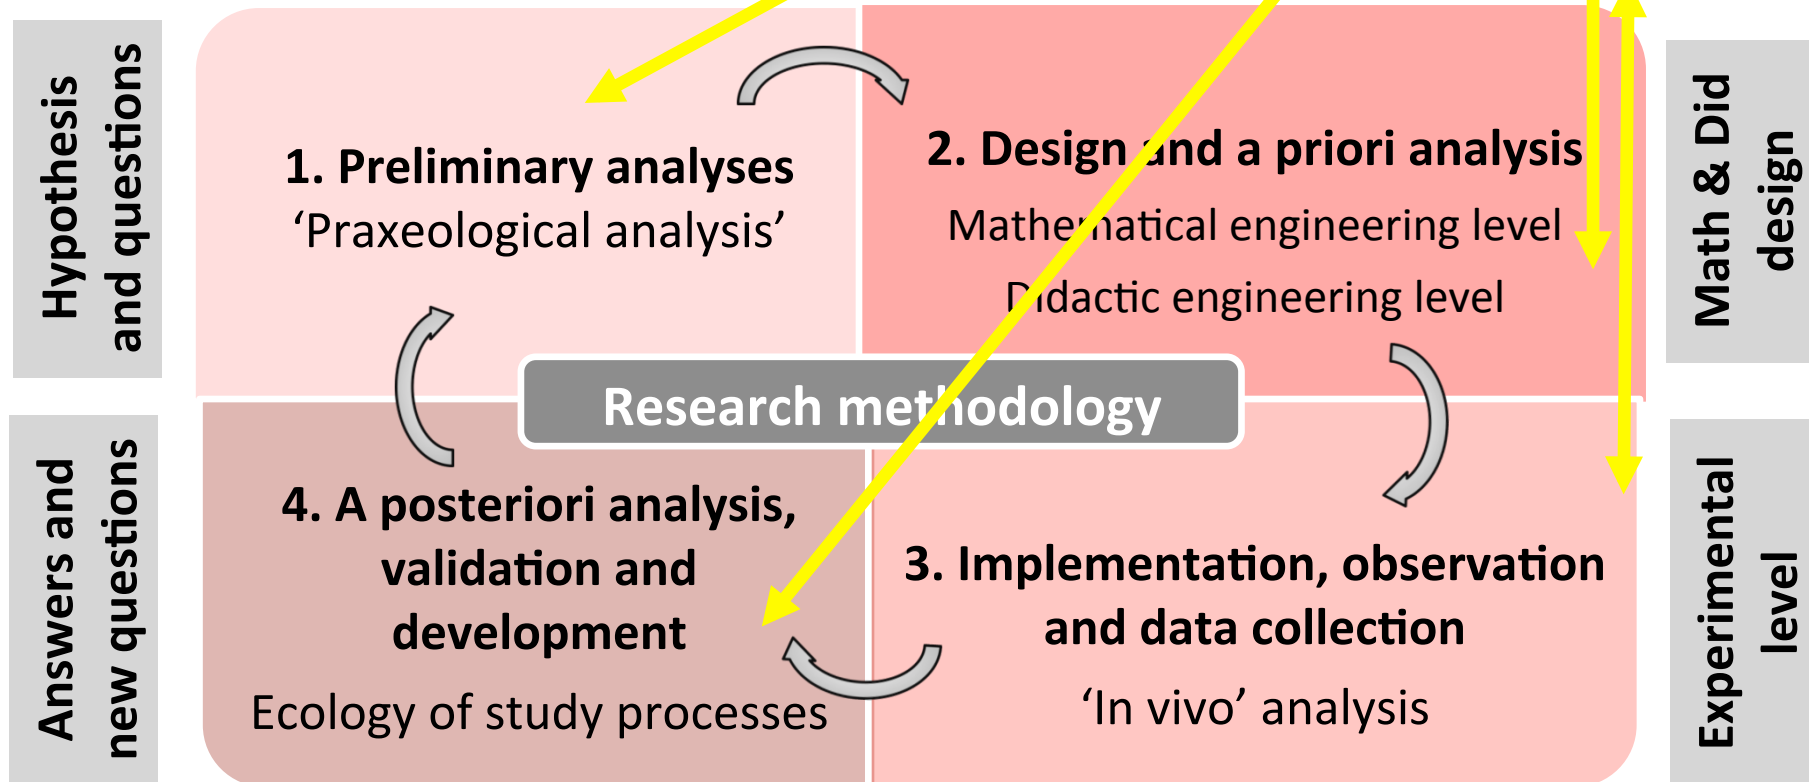 Hypothesis
and questions
1. Preliminary analyses
‘Praxeological analysis’
2. Design and a priori analysis
Mathematical engineering level
Didactic engineering level
Math & Did
design
Research methodology
Answers and
new questions
4. A posteriori analysis,
validation and
development
Ecology of study processes
3. Implementation, observation
and data collection
‘In vivo’ analysis
Experimental
level